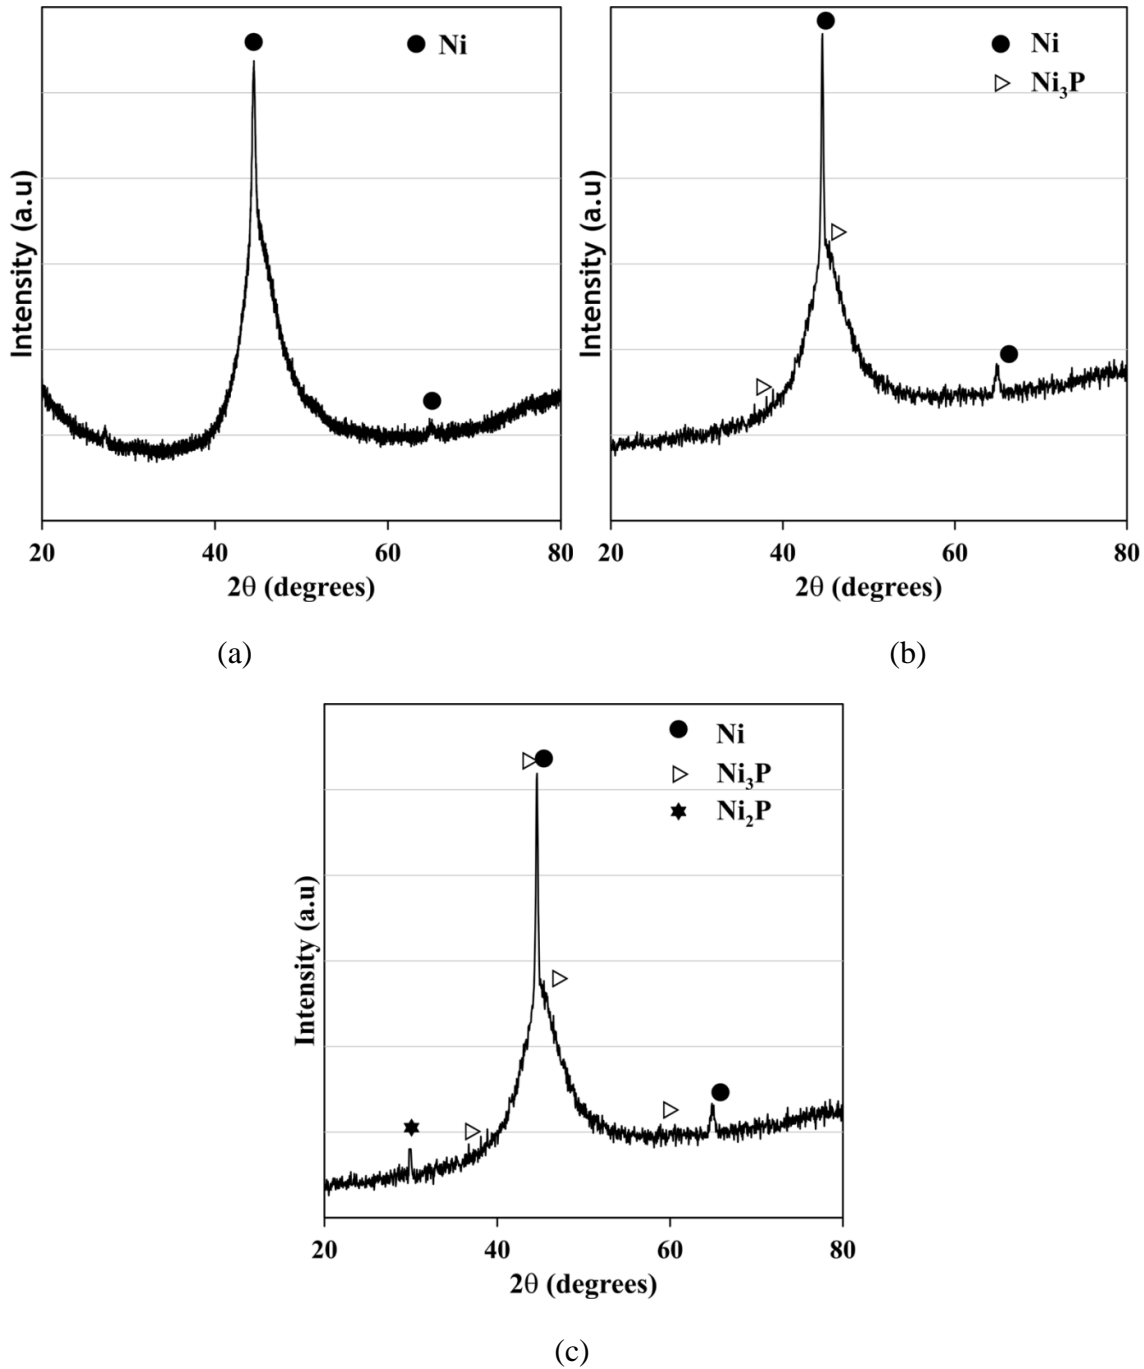 Ni
Intensity (a.u)
20 40 60 80
2θ (degrees)
(a)
Ni
Ni₃P
Intensity (a.u)
20 40 60 80
2θ (degrees)
(b)
Ni
Ni₃P
Ni₂P
Intensity (a.u)
20 40 60 80
2θ (degrees)
(c)